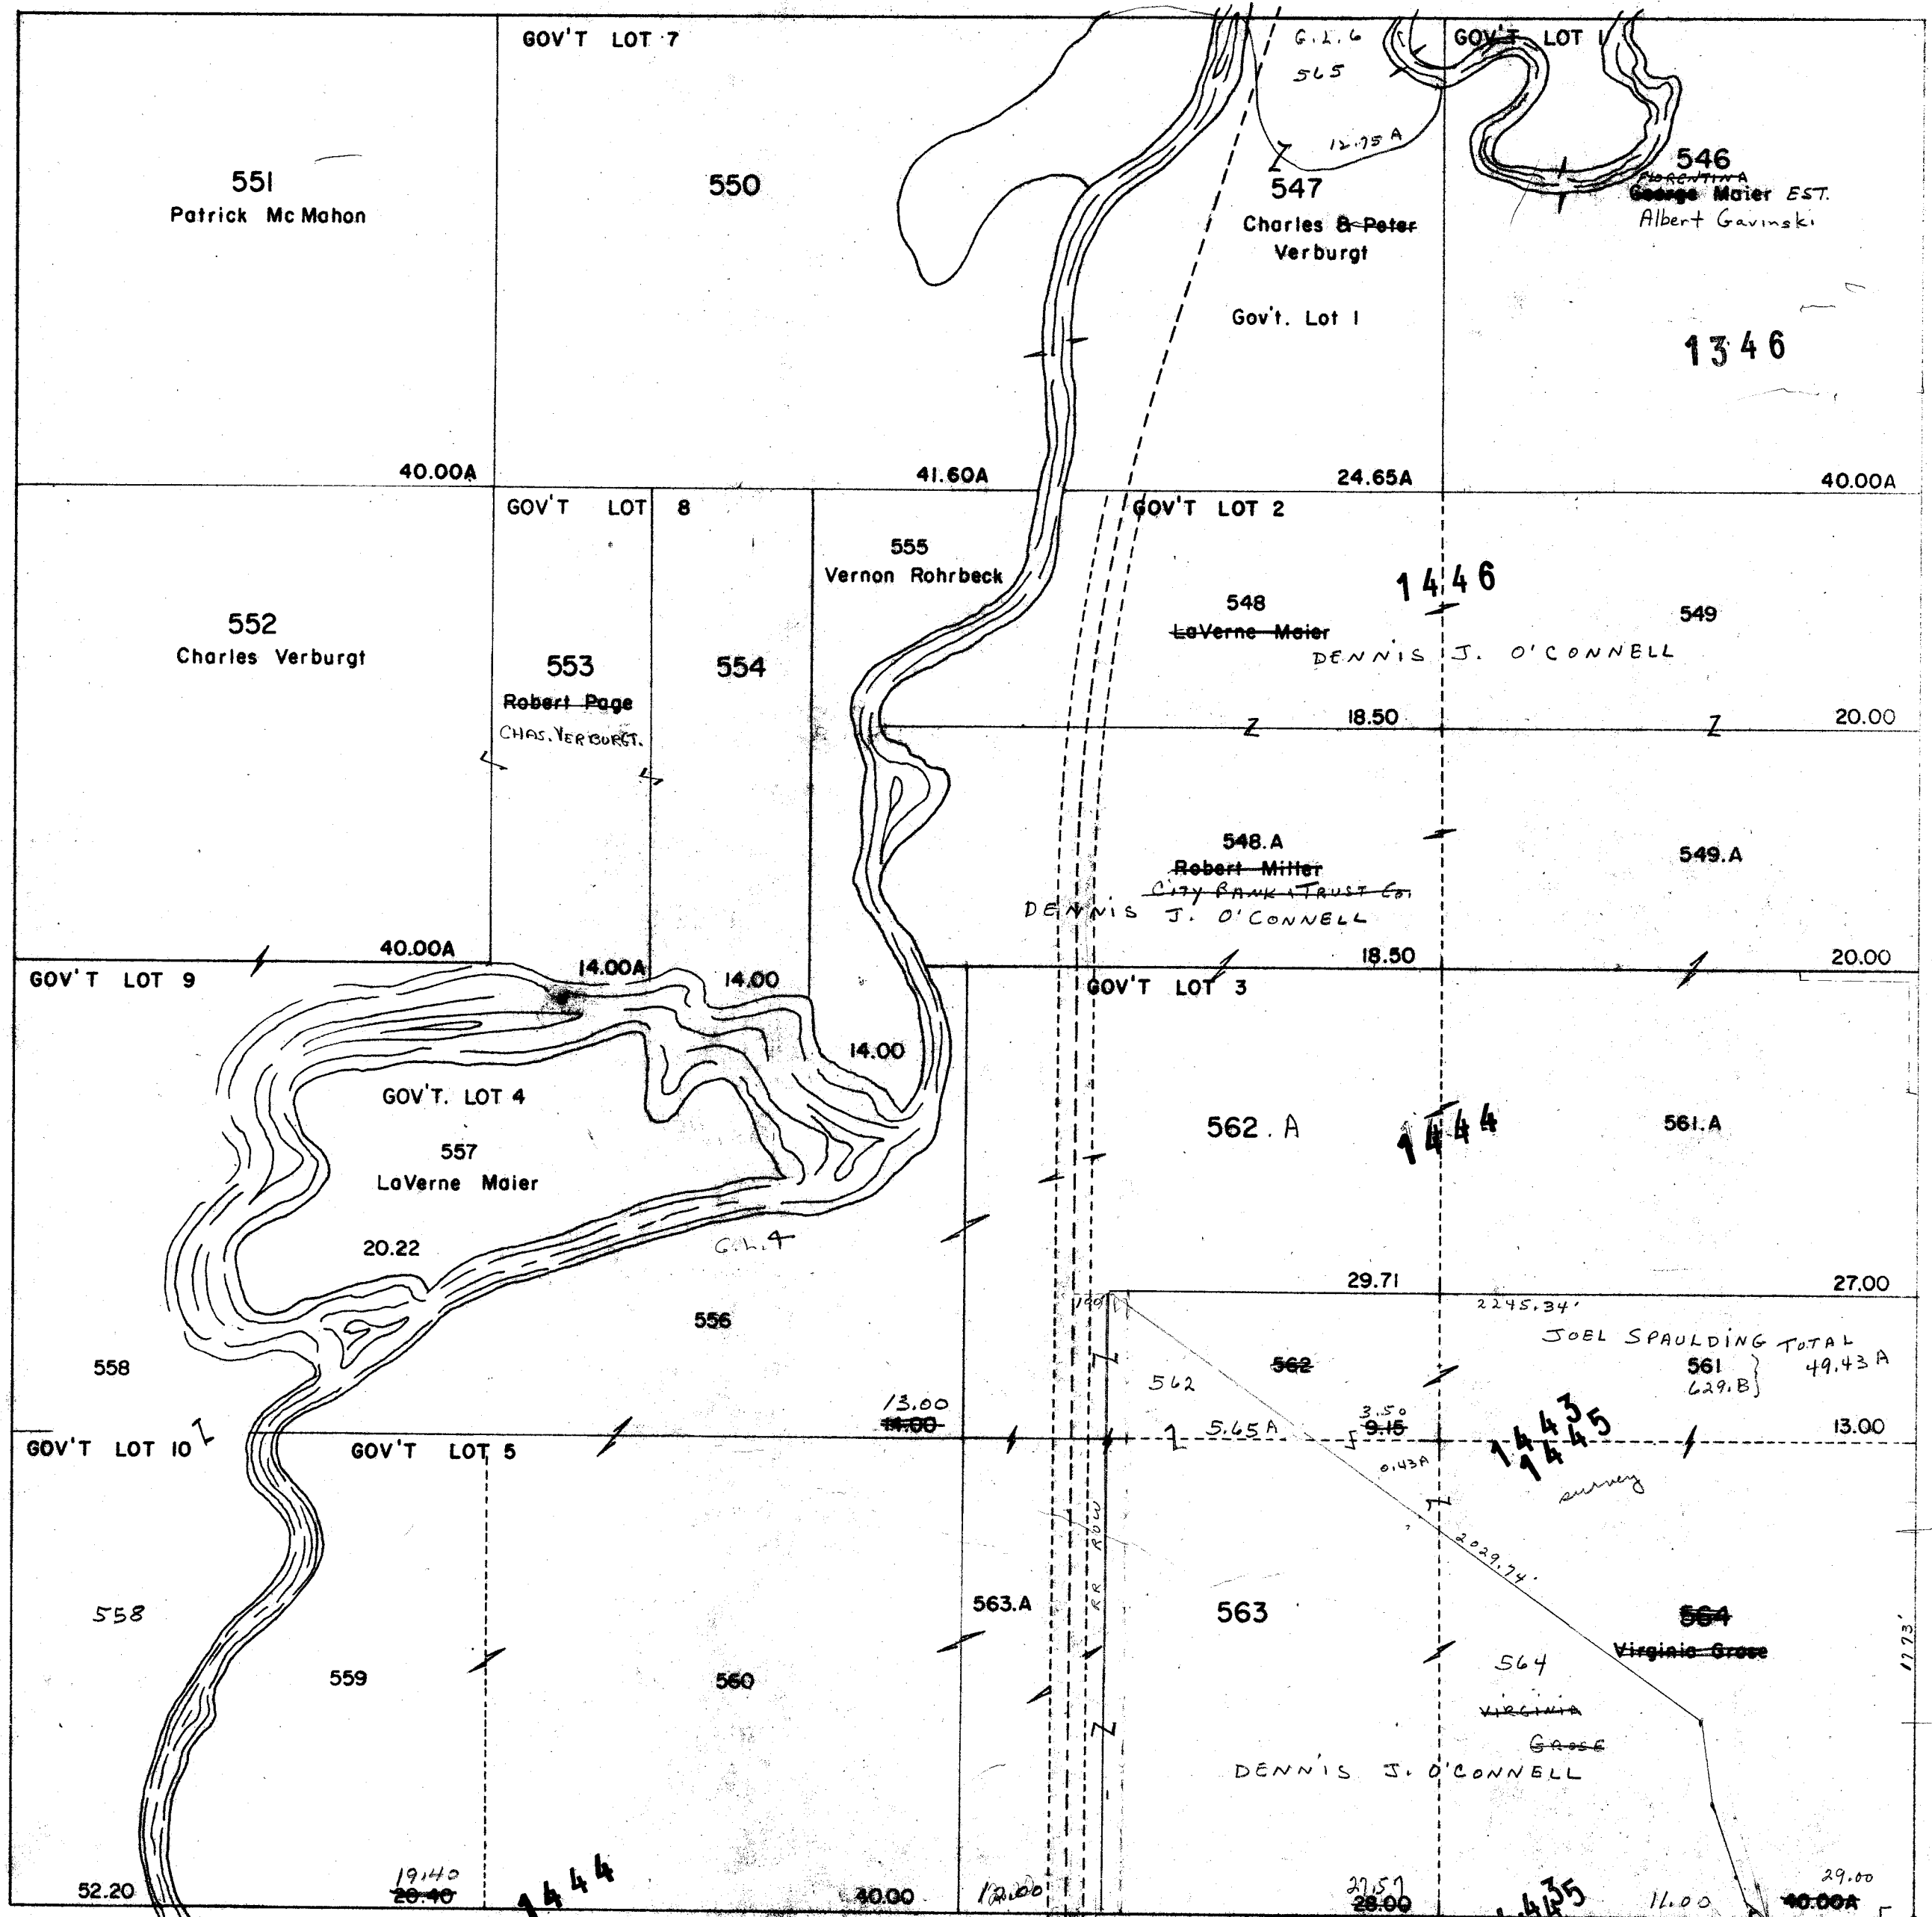 GOV'T LOT 7
G.L.6
565
12.75 A
GOV'T LOT 1
551
Patrick McMahon
550
547
Charles & Peter
Verburgt
Gov't. Lot 1
546
FLORENTINA
George Maier EST.
Albert Gavinski
1346
40.00A
41.60A
24.65A
40.00A
GOV'T LOT 8
GOV'T LOT 2
555
Vernon Rohrbeck
1446
548
LaVerne Maier
549
DENNIS J. O'CONNELL
552
Charles Verburgt
553
Robert Page
CHAS. VERBURGT.
554
18.50
20.00
548.A
Robert Miller
CITY BANK & TRUST Co.
DENNIS J. O'CONNELL
549.A
40.00A
14.00A
14.00
18.50
20.00
GOV'T LOT 9
GOV'T LOT 3
14.00
GOV'T. LOT 4
557
LaVerne Maier
20.22
G.L.4
562.A
1444
561.A
29.71
27.00
100'
2245.34'
JOEL SPAULDING TOTAL
561
629.B
49.43 A
556
558
562
562
13.00
14.00
5.65 A
3.50
9.15
1443
1445
13.00
GOV'T LOT 10
GOV'T LOT 5
0.43A
survey
RR ROW
2029.74'
558
559
560
563.A
563
564
Virginia Grose
1773'
564
VIRGINIA
GROSE
DENNIS J. O'CONNELL
52.20
19.40
20.40
1444
40.00
12.00
27.57
28.00
11.00
29.00
40.00A